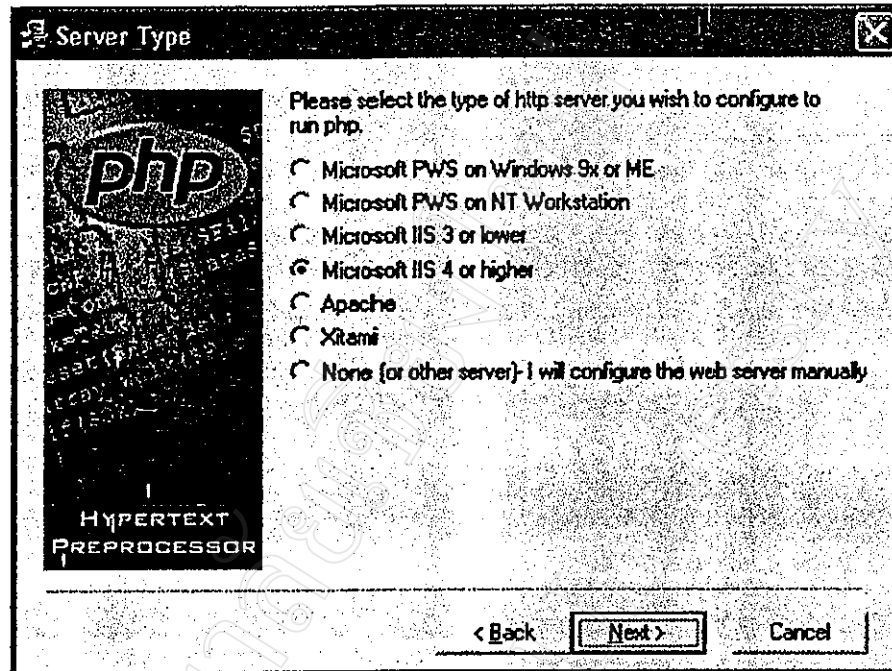 Server Type
Please select the type of http server you wish to configure to
run php.
Microsoft PWS on Windows 9x or ME
Microsoft PWS on NT Workstation
Microsoft IIS 3 or lower
Microsoft IIS 4 or higher
Apache
Xitami
None (or other server)- I will configure the web server manually
php
HYPERTEXT
PREPROCESSOR
< Back
Next >
Cancel